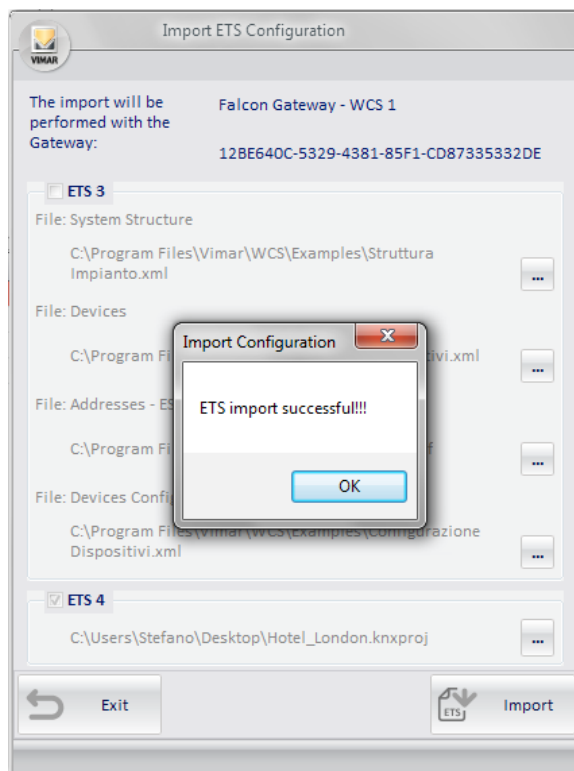 Import ETS Configuration
VIMAR
The import will be
performed with the
Gateway:
Falcon Gateway - WCS 1
12BE640C-5329-4381-85F1-CD87335332DE
ETS 3
File: System Structure
C:\Program Files\Vimar\WCS\Examples\Struttura
Impianto.xml
...
File: Devices
C:\Program Fi
tivi.xml
...
File: Addresses - ES
C:\Program Fi
...
File: Devices Confi
C:\Program Files\Vimar\WCS\Examples\Configurazione
Dispositivi.xml
...
Import Configuration
ETS import successful!!!
OK
ETS 4
C:\Users\Stefano\Desktop\Hotel_London.knxproj
...
Exit
ETS
Import